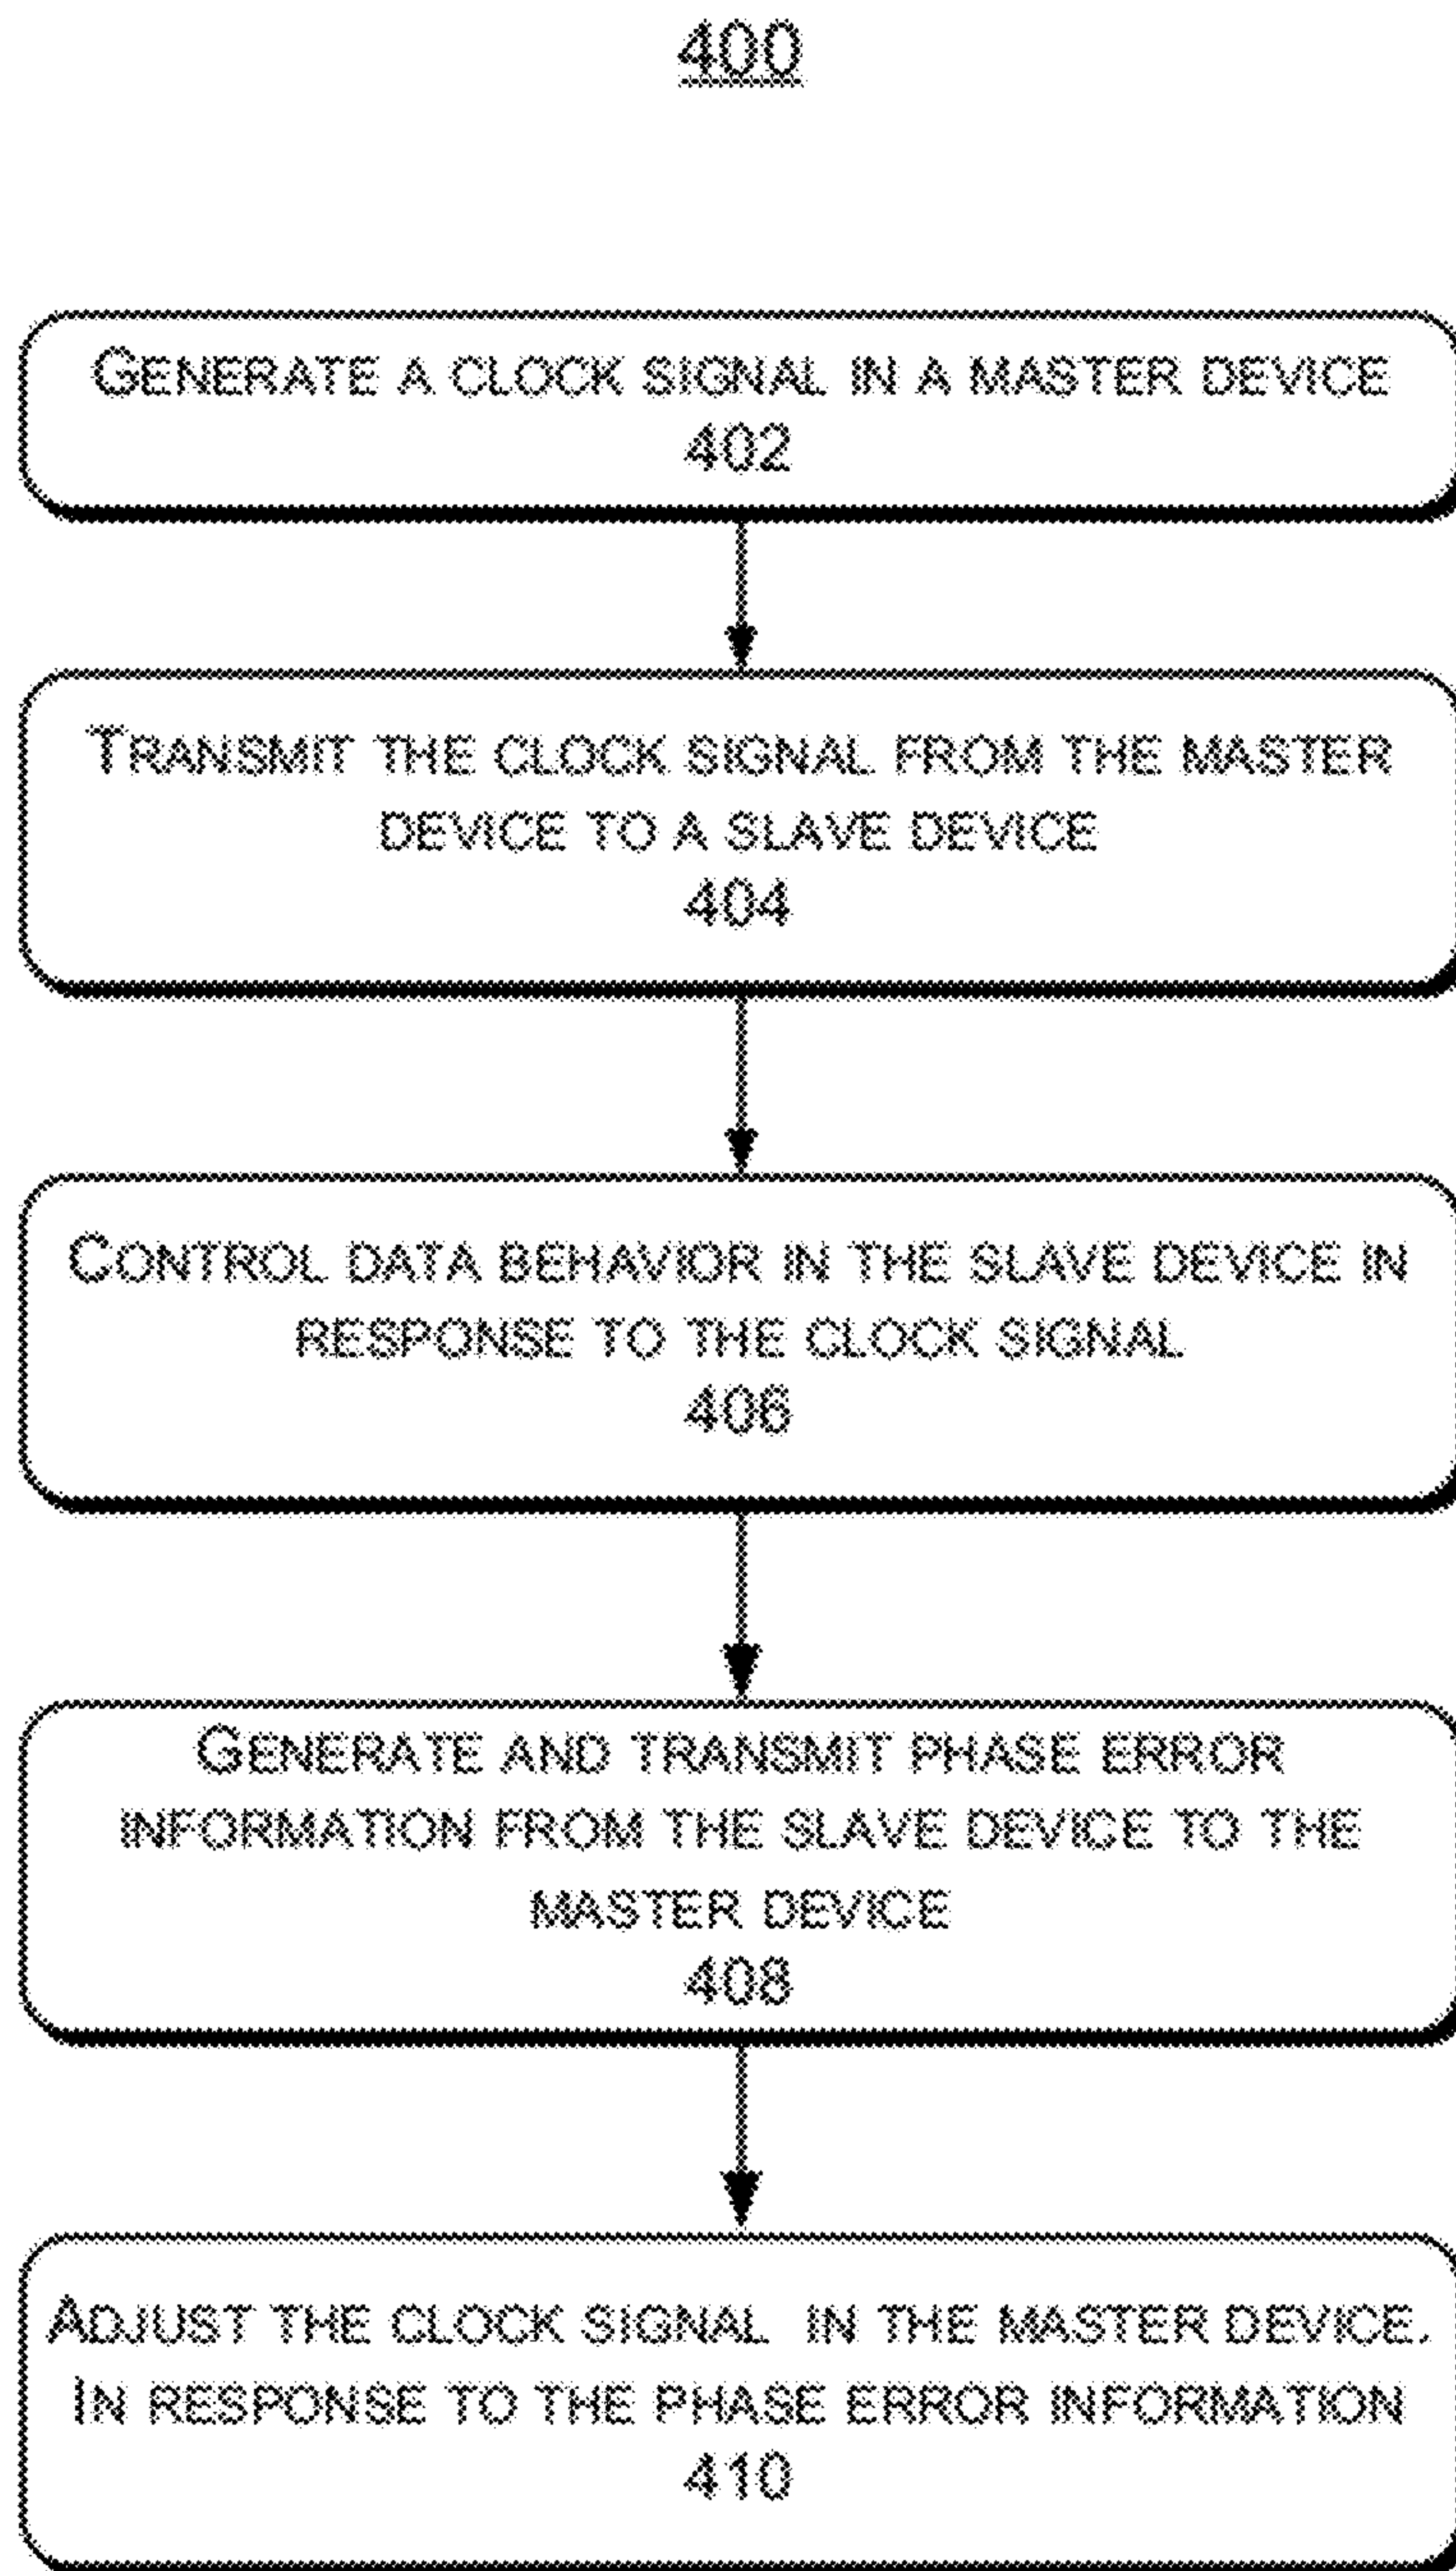 400
GENERATE A CLOCK SIGNAL IN A MASTER DEVICE
402
TRANSMIT THE CLOCK SIGNAL FROM THE MASTER
DEVICE TO A SLAVE DEVICE
404
CONTROL DATA BEHAVIOR IN THE SLAVE DEVICE IN
RESPONSE TO THE CLOCK SIGNAL
406
GENERATE AND TRANSMIT PHASE ERROR
INFORMATION FROM THE SLAVE DEVICE TO THE
MASTER DEVICE
408
ADJUST THE CLOCK SIGNAL IN THE MASTER DEVICE.
IN RESPONSE TO THE PHASE ERROR INFORMATION
410